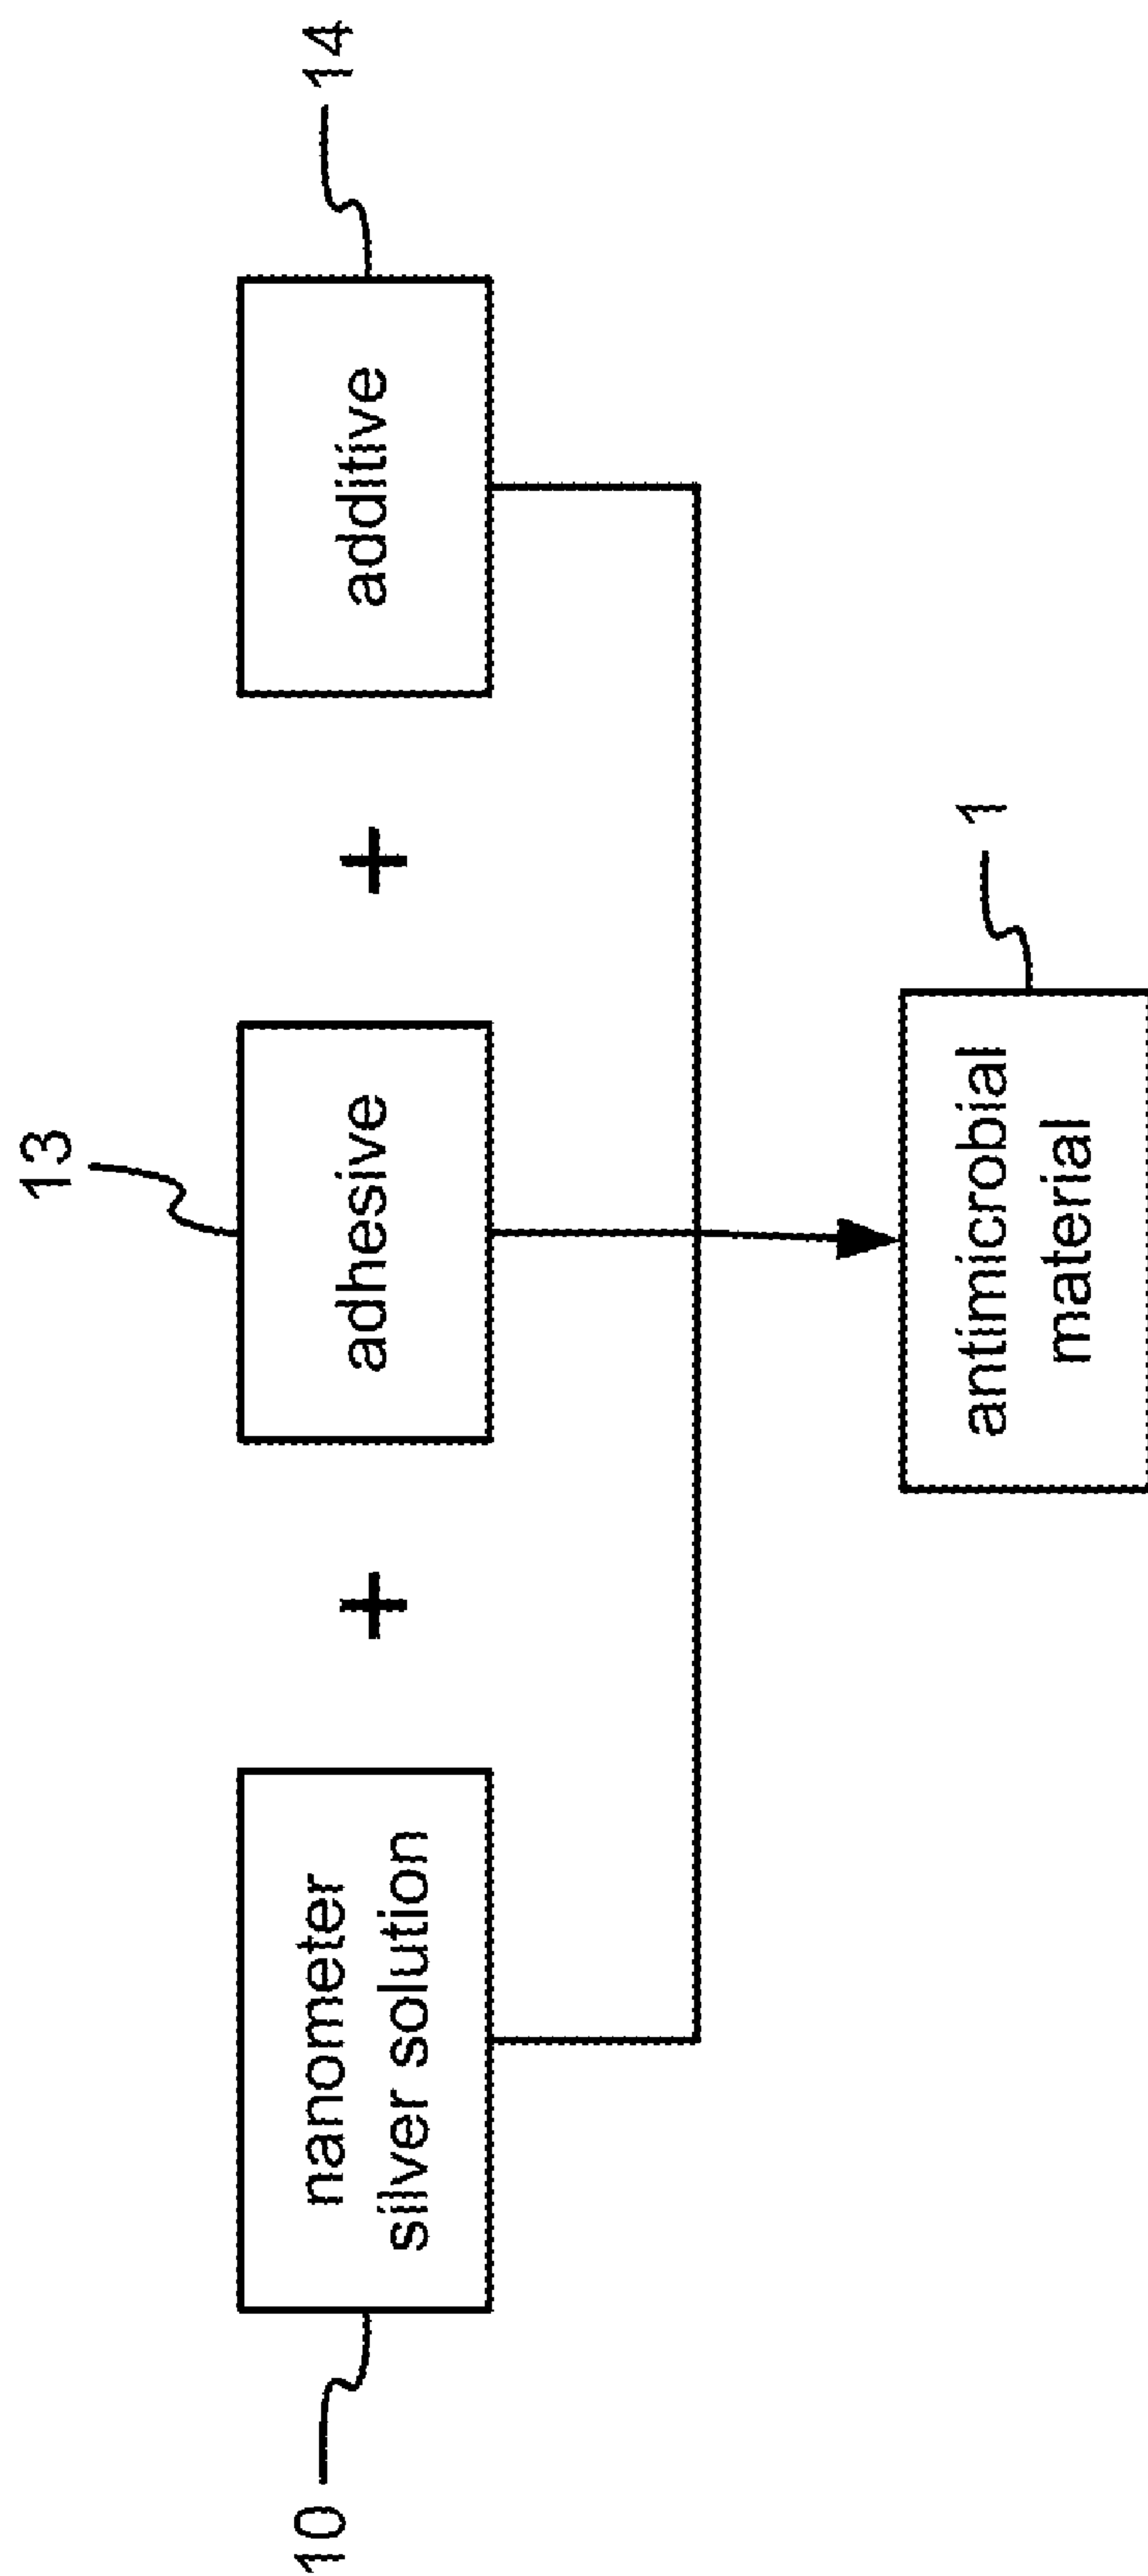 13
10
nanometer
silver solution
+
adhesive
+
additive
14
antimicrobial
material
1